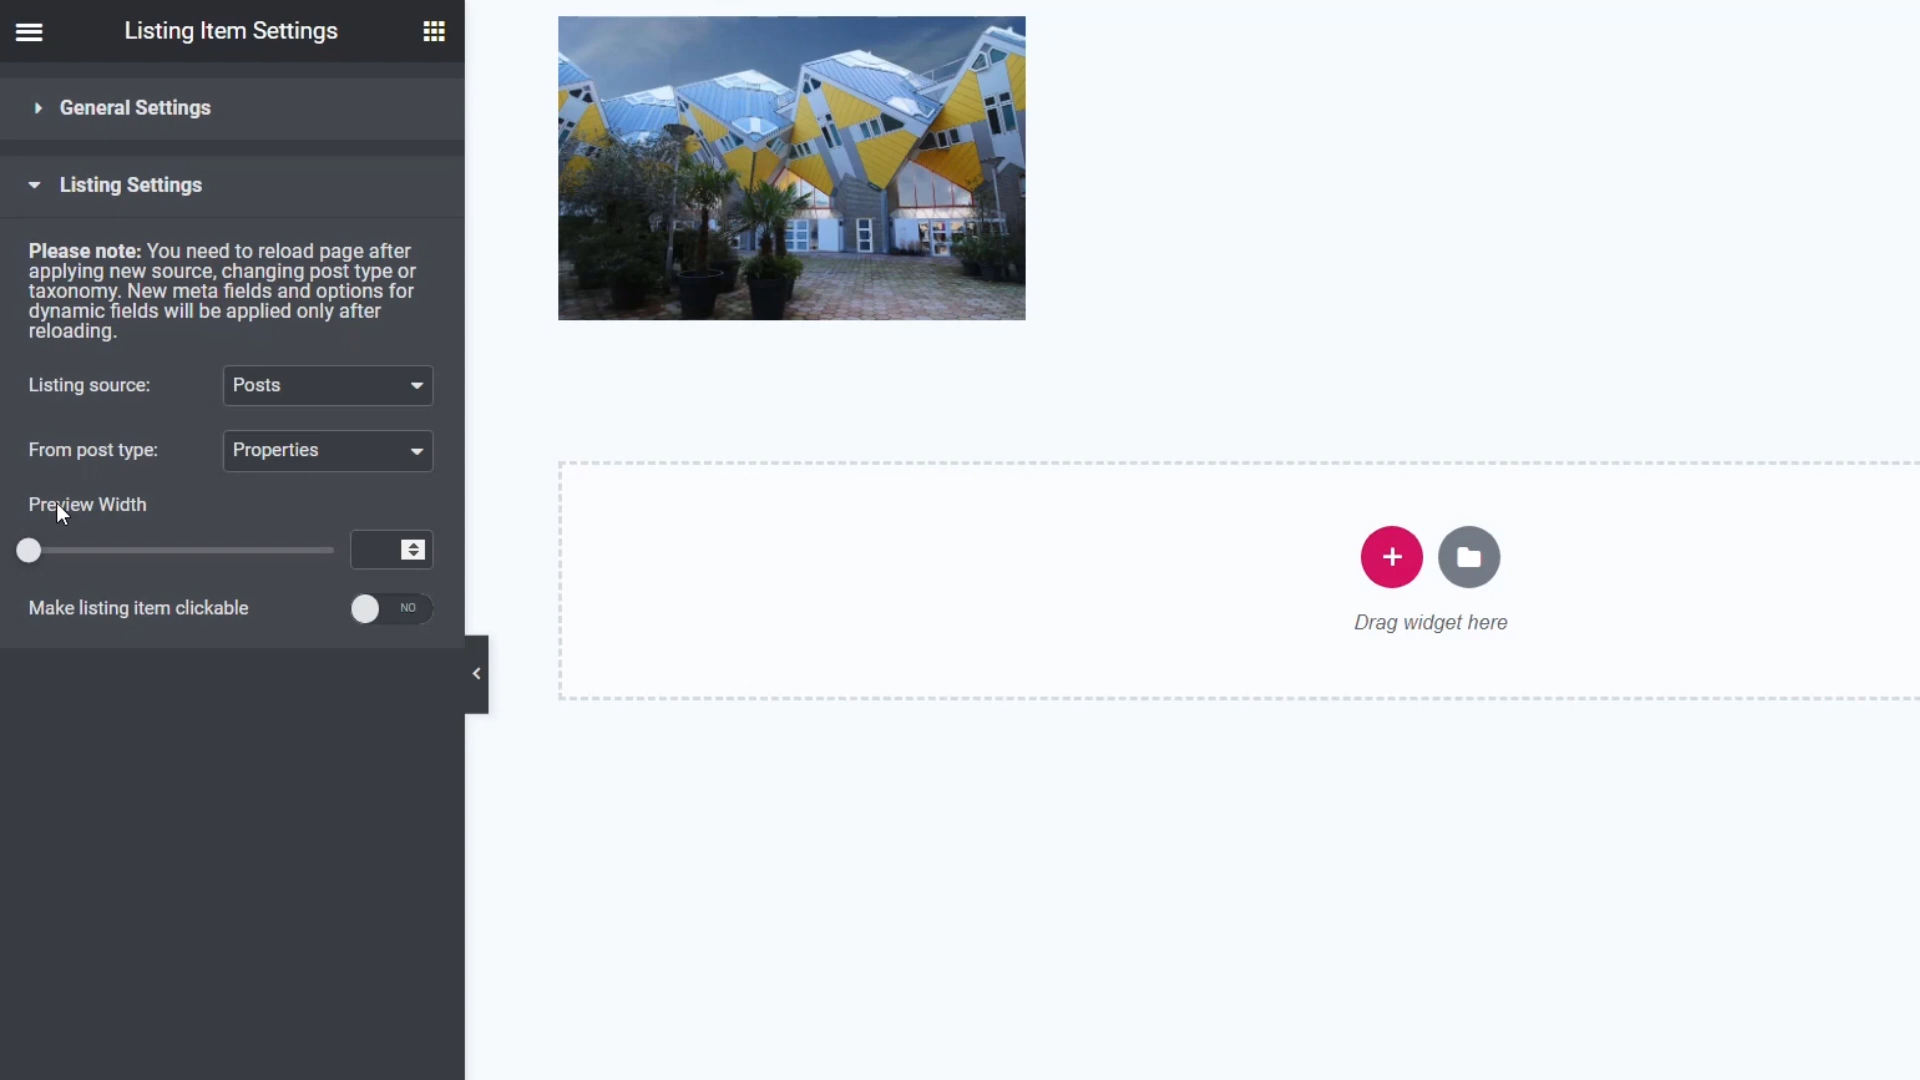 Listing Item Settings
General Settings
Listing Settings
Please note: You need to reload page after
applying new source, changing post type or
taxonomy. New meta fields and options for
dynamic fields will be applied only after
reloading.
Listing source: Posts
From post type: Properties
Preview Width
Make listing item clickable NO
Drag widget here